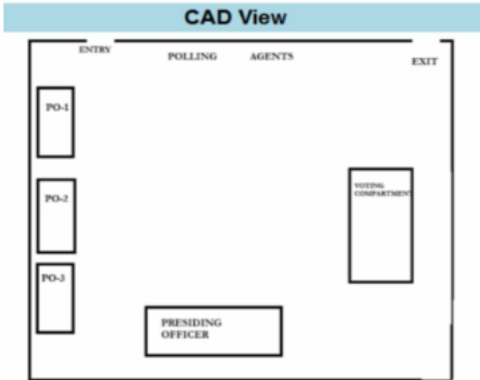 CAD View
ENTRY
POLLING AGENTS
EXIT
PO-1
PO-2
VOTING
COMPARTMENT
PO-3
PRESIDING
OFFICER